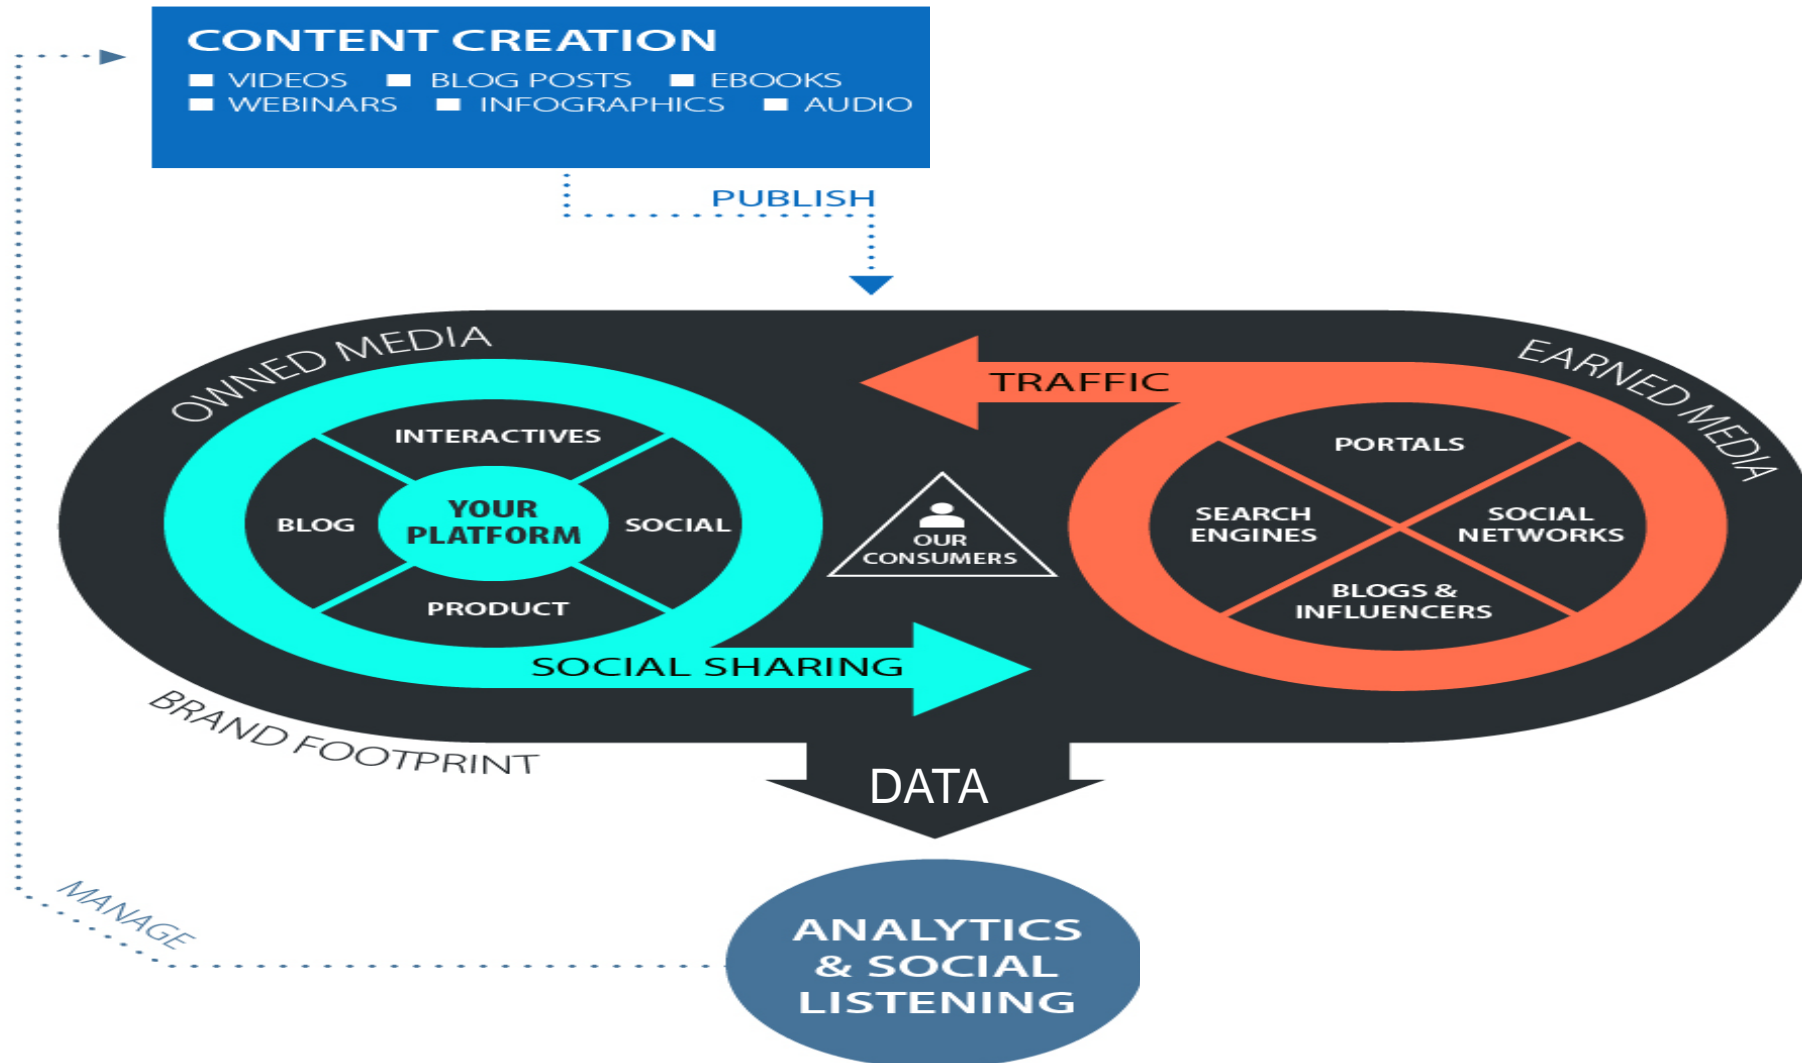 CONTENT CREATION
VIDEOS BLOG POSTS EBOOKS
WEBINARS INFOGRAPHICS AUDIO
PUBLISH
OWNED MEDIA
EARNED MEDIA
TRAFFIC
INTERACTIVES
BLOG
YOUR
PLATFORM
SOCIAL
PRODUCT
OUR
CONSUMERS
PORTALS
SEARCH
ENGINES
SOCIAL
NETWORKS
BLOGS &
INFLUENCERS
SOCIAL SHARING
BRAND FOOTPRINT
DATA
MANAGE
ANALYTICS
& SOCIAL
LISTENING